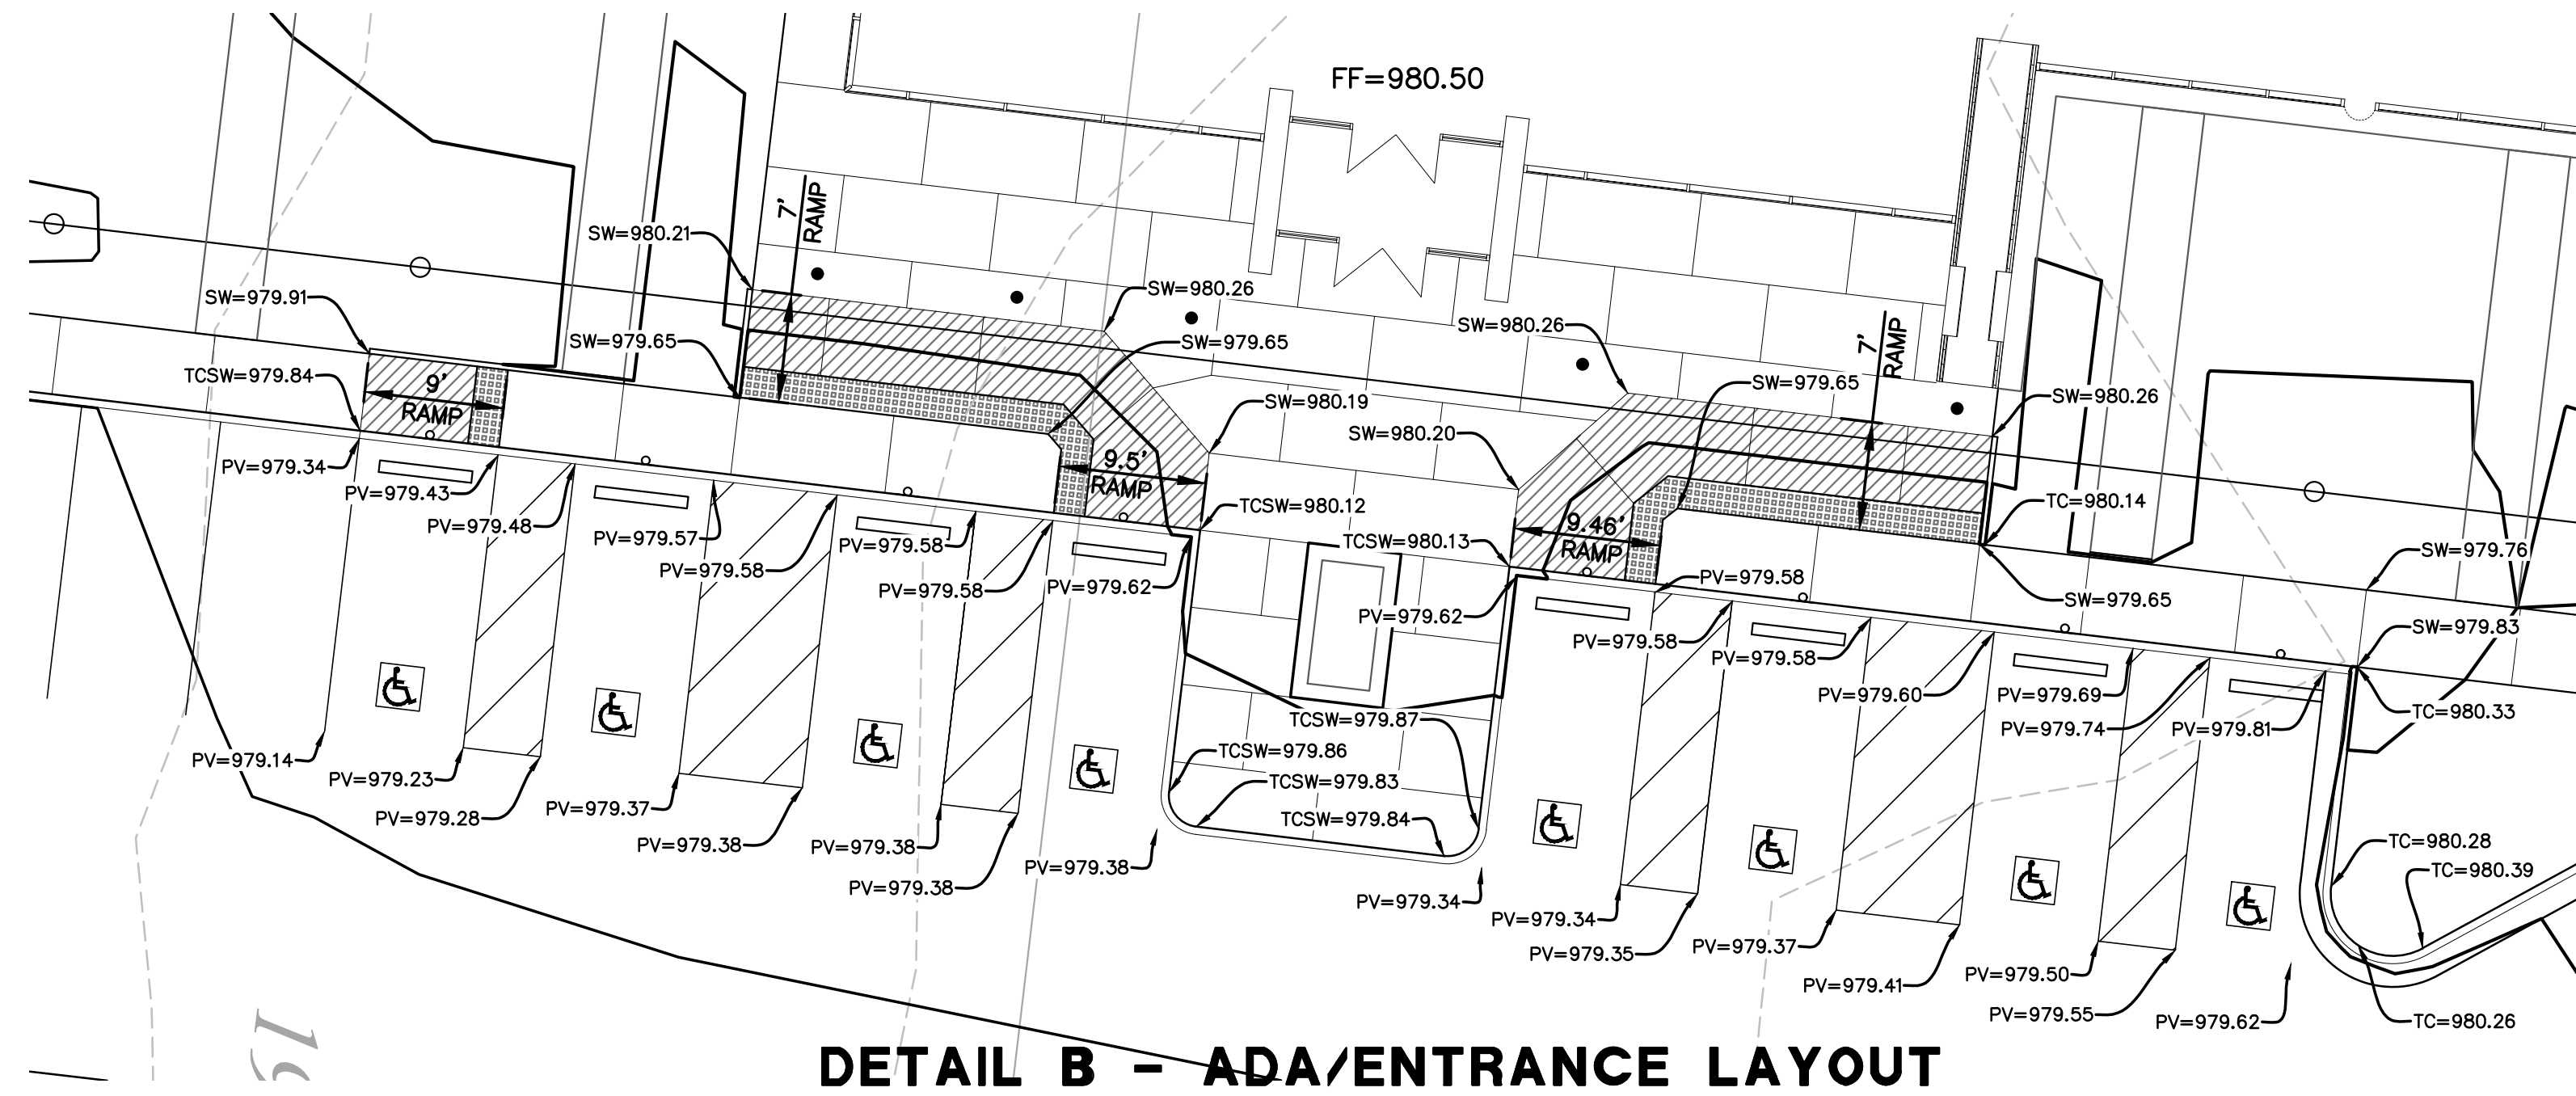 FF=980.50
7'
RAMP
SW=980.21
SW=980.26
SW=979.91
SW=980.26
7'
RAMP
SW=979.65
SW=979.65
TCSW=979.84
9'
RAMP
SW=979.65
SW=980.26
SW=980.19
SW=980.20
PV=979.34
9.5'
RAMP
PV=979.43
TC=980.14
TCSW=980.12
PV=979.48
9.46'
RAMP
PV=979.57
PV=979.58
TCSW=980.13
SW=979.76
PV=979.58
PV=979.58
PV=979.62
PV=979.58
SW=979.65
PV=979.62
SW=979.83
PV=979.58
PV=979.58
PV=979.60
PV=979.69
TC=980.33
TCSW=979.87
PV=979.74
PV=979.81
TCSW=979.86
PV=979.14
PV=979.23
TCSW=979.83
PV=979.37
PV=979.28
TCSW=979.84
PV=979.38
PV=979.38
TC=980.28
PV=979.38
TC=980.39
PV=979.38
PV=979.34
PV=979.34
PV=979.35
PV=979.37
PV=979.50
PV=979.41
PV=979.55
PV=979.62
TC=980.26
DETAIL B - ADA/ENTRANCE LAYOUT